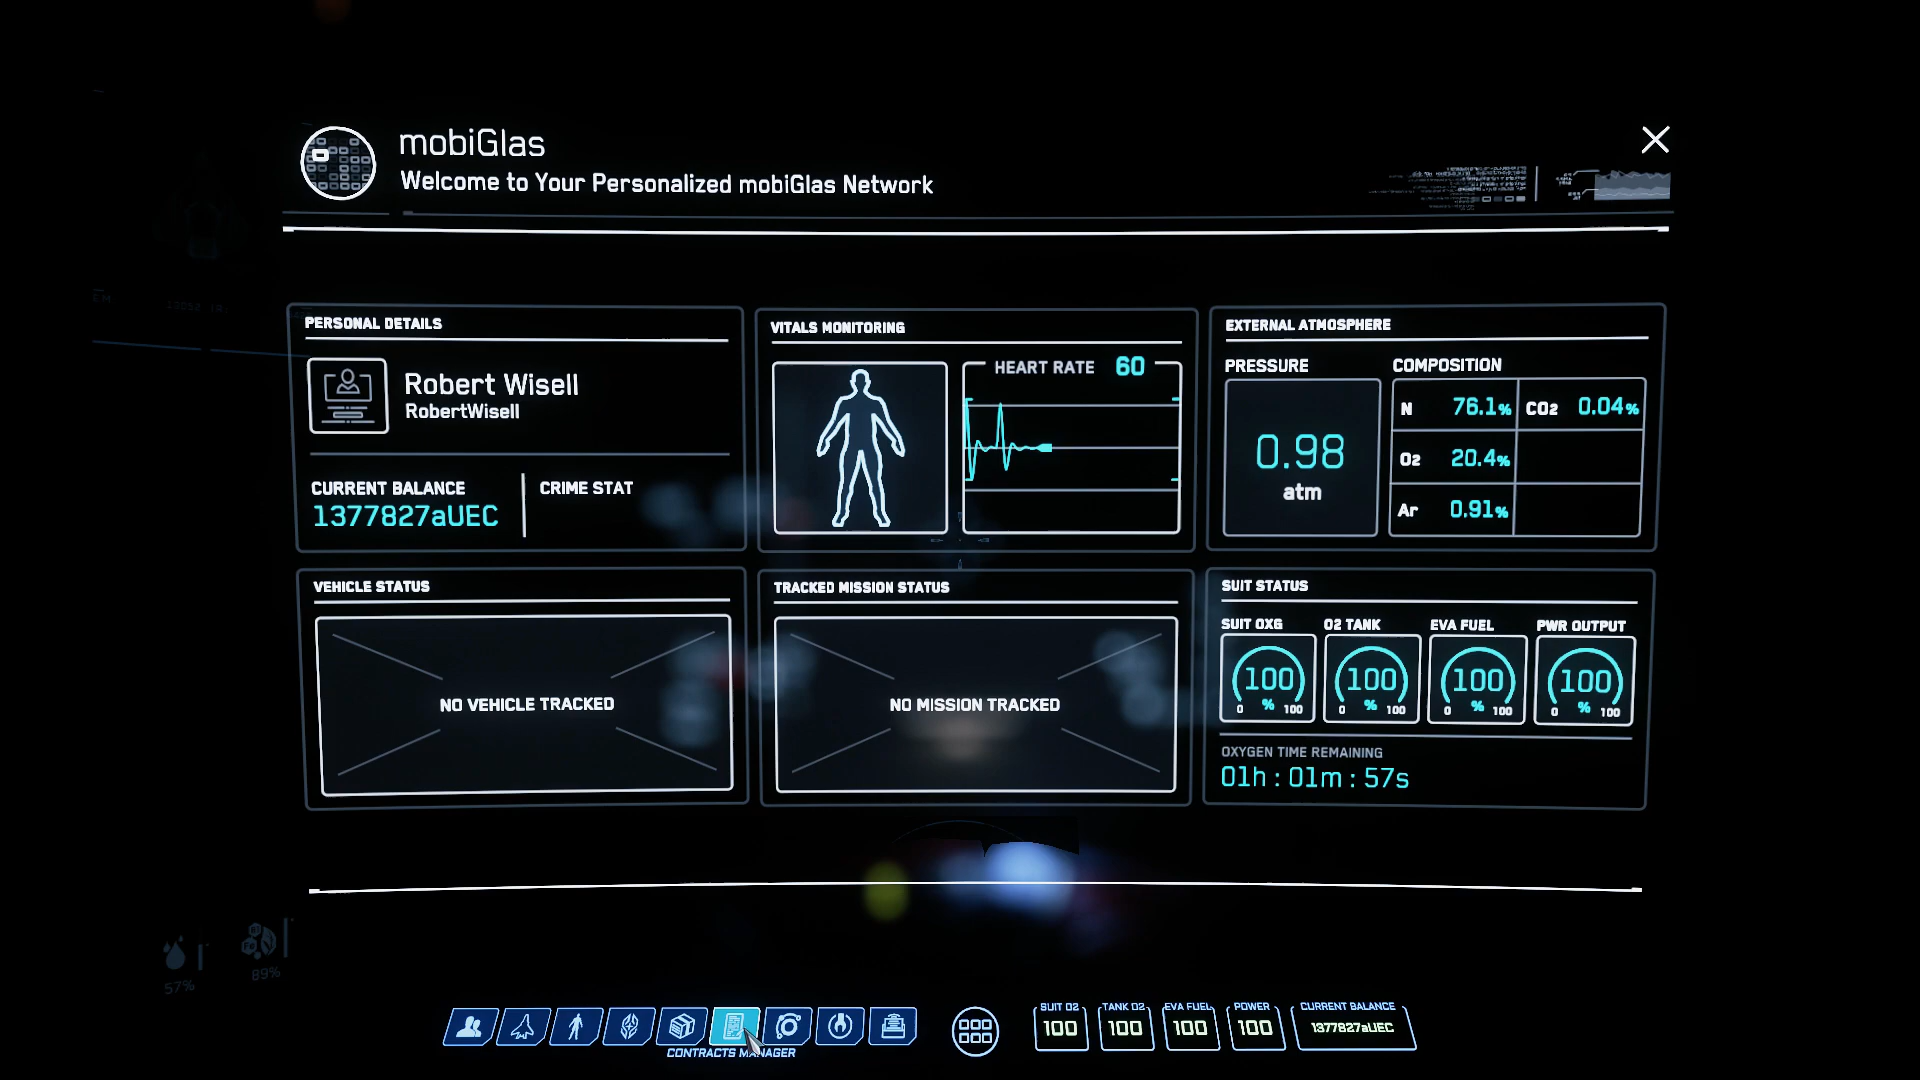 mobiGlas
Welcome to Your Personalized mobiGlas Network
PERSONAL DETAILS
Robert Wisell
RobertWisell
CURRENT BALANCE
1377827aUEC
CRIME STAT
VITALS MONITORING
HEART RATE 60
EXTERNAL ATMOSPHERE
PRESSURE
0.98
atm
COMPOSITION
N 76.1% CO2 0.04%
O2 20.4%
Ar 0.91%
VEHICLE STATUS
NO VEHICLE TRACKED
TRACKED MISSION STATUS
NO MISSION TRACKED
SUIT STATUS
SUIT OXG O2 TANK EVA FUEL PWR OUTPUT
100 100 100 100
0 % 100 0 % 100 0 % 100 0 % 100
OXYGEN TIME REMAINING
01h : 01m : 57s
57%
89%
CONTRACTS MANAGER
SUIT O2 TANK O2 EVA FUEL POWER CURRENT BALANCE
100 100 100 100 1377827aUEC